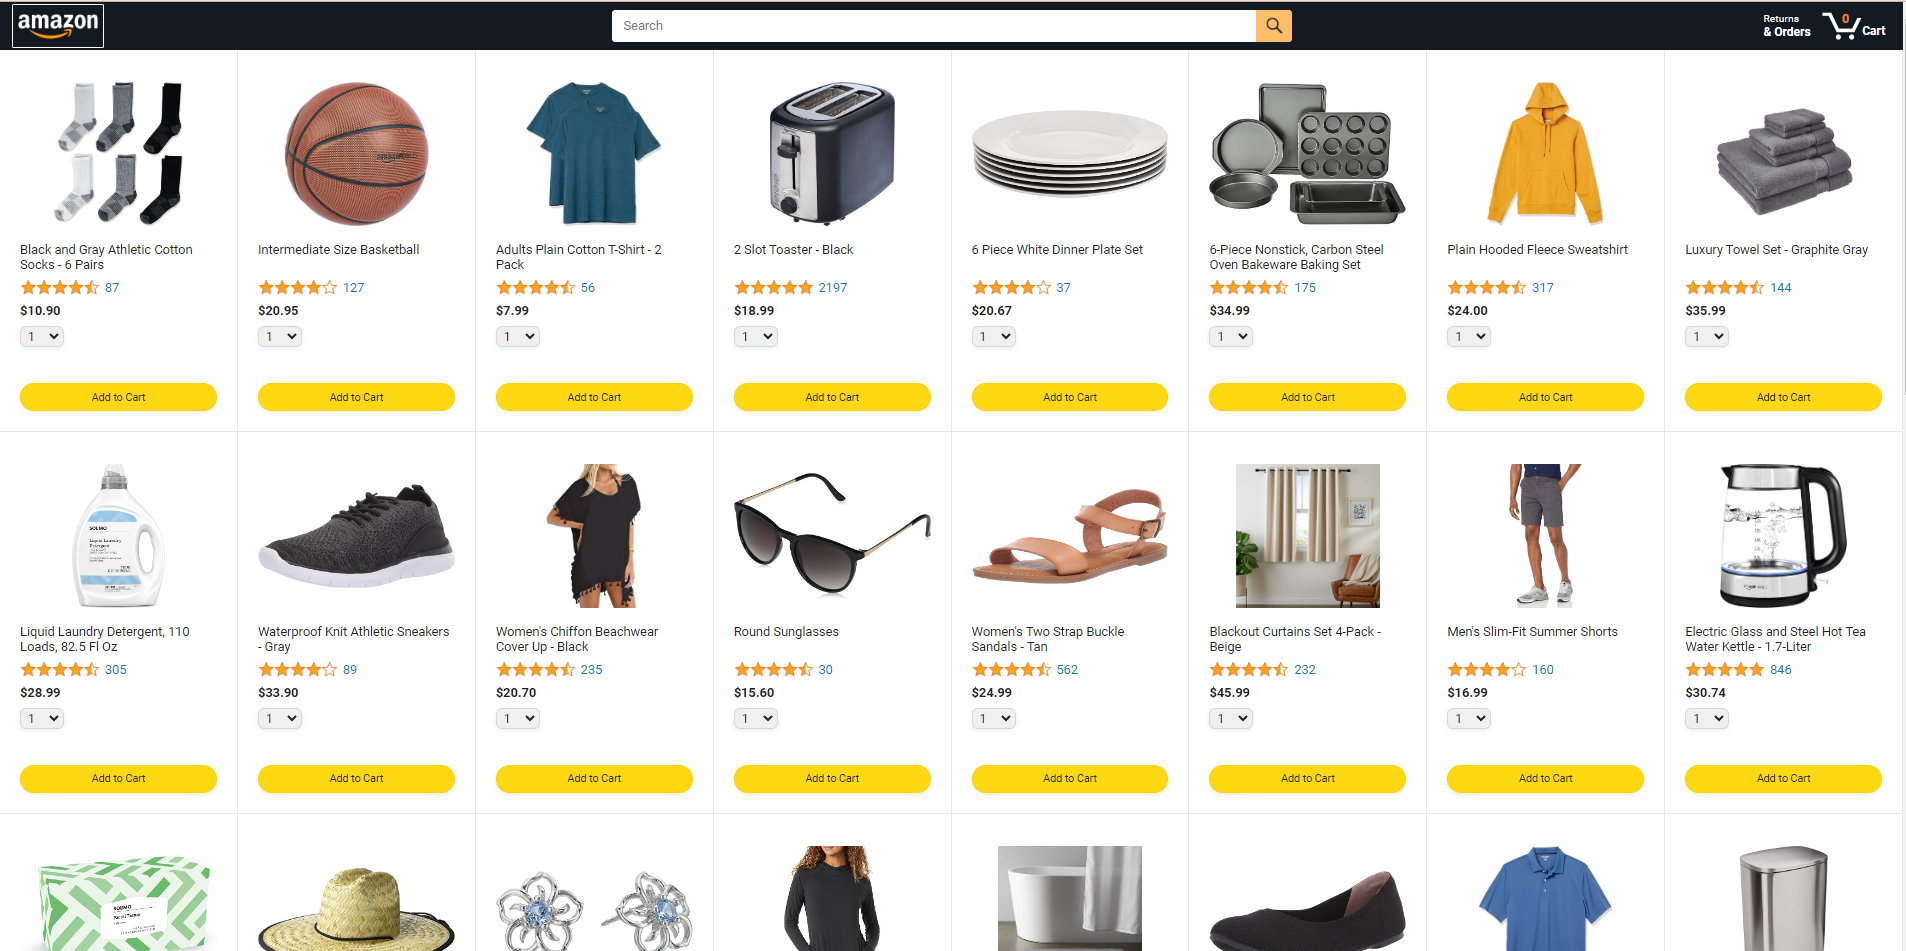 amazon
Search
Returns
& Orders
0
Cart
Black and Gray Athletic Cotton
Socks - 6 Pairs
87
$10.90
1
Add to Cart
Intermediate Size Basketball
127
$20.95
1
Add to Cart
Adults Plain Cotton T-Shirt - 2
Pack
56
$7.99
1
Add to Cart
2 Slot Toaster - Black
2197
$18.99
1
Add to Cart
6 Piece White Dinner Plate Set
37
$20.67
1
Add to Cart
6-Piece Nonstick, Carbon Steel
Oven Bakeware Baking Set
175
$34.99
1
Add to Cart
Plain Hooded Fleece Sweatshirt
317
$24.00
1
Add to Cart
Luxury Towel Set - Graphite Gray
144
$35.99
1
Add to Cart
SOLIMO
Liquid Laundry
Detergent
Liquid Laundry Detergent, 110
Loads, 82.5 Fl Oz
305
$28.99
1
Add to Cart
Waterproof Knit Athletic Sneakers
- Gray
89
$33.90
1
Add to Cart
Women's Chiffon Beachwear
Cover Up - Black
235
$20.70
1
Add to Cart
Round Sunglasses
30
$15.60
1
Add to Cart
Women's Two Strap Buckle
Sandals - Tan
562
$24.99
1
Add to Cart
Blackout Curtains Set 4-Pack -
Beige
232
$45.99
1
Add to Cart
Men's Slim-Fit Summer Shorts
160
$16.99
1
Add to Cart
Electric Glass and Steel Hot Tea
Water Kettle - 1.7-Liter
846
$30.74
1
Add to Cart
SOLIMO